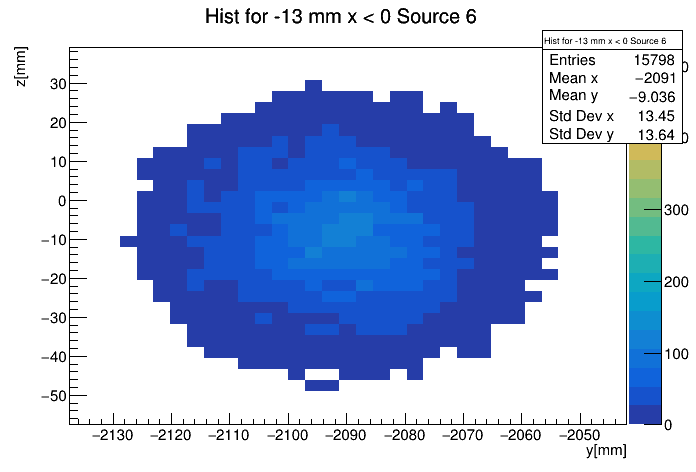 Hist for -13 mm x < 0 Source 6
Hist for -13 mm x < 0 Source 6
Entries 15798
Mean x −2091
Mean y −9.036
Std Dev x 13.45
Std Dev y 13.64
z[mm]
30
20
10
0
−10
−20
−30
−40
−50
−2130 −2120 −2110 −2100 −2090 −2080 −2070 −2060 −2050
y[mm]
300
200
100
0